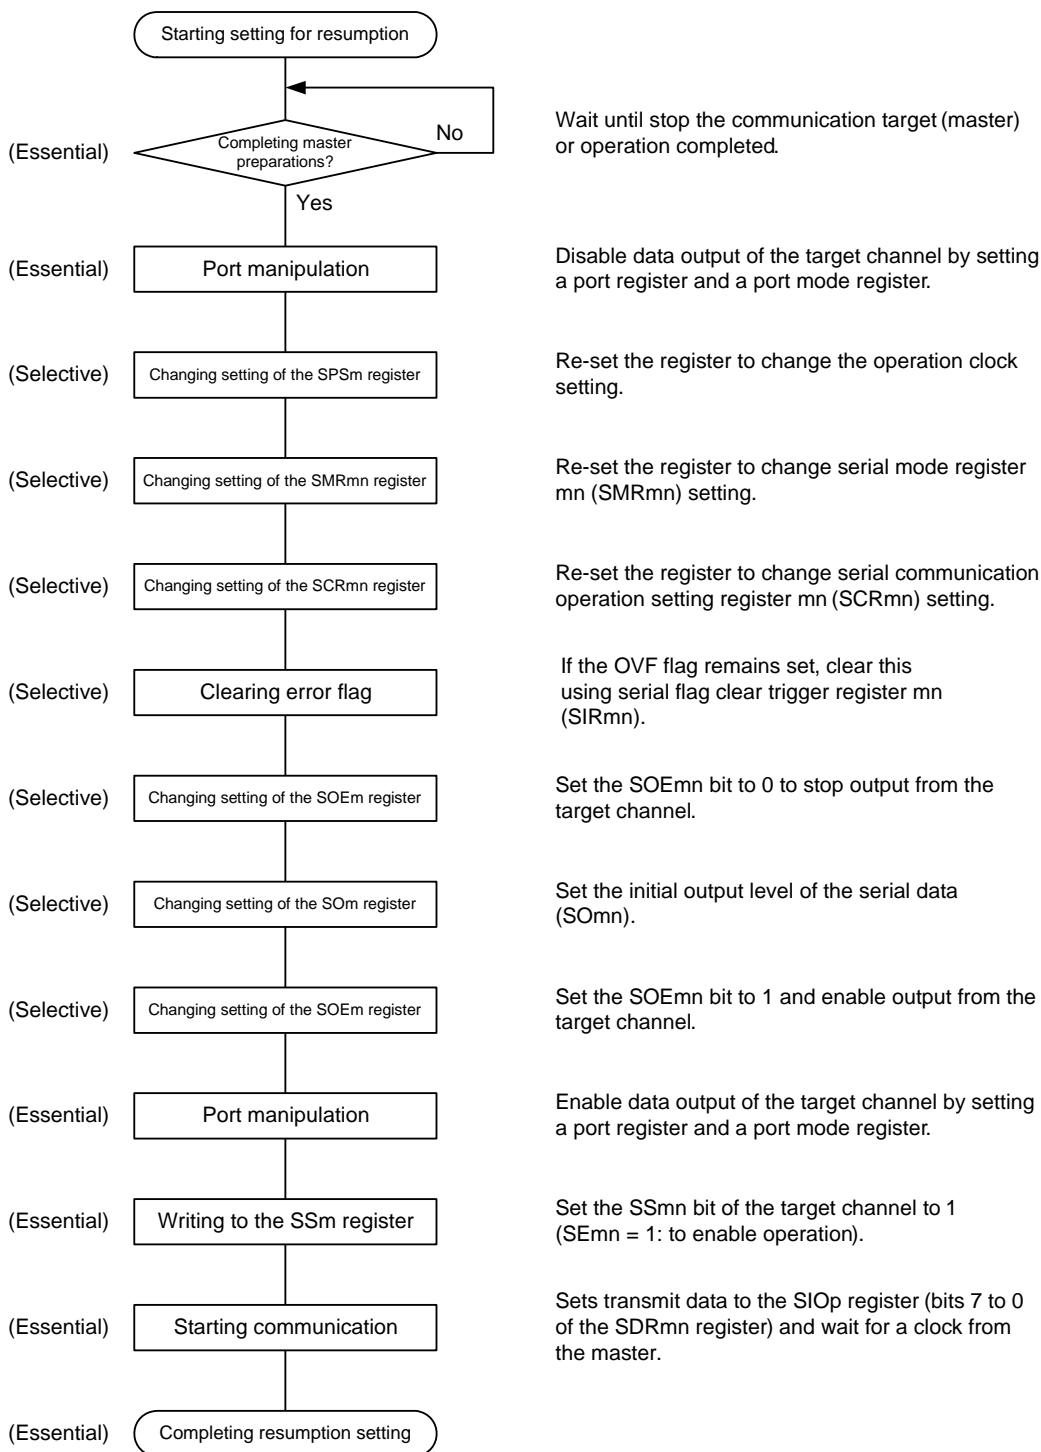 Starting setting for resumption
(Essential)
Completing master
preparations?
No
Yes
Wait until stop the communication target (master)
or operation completed.
(Essential)
Port manipulation
Disable data output of the target channel by setting
a port register and a port mode register.
(Selective)
Changing setting of the SPSm register
Re-set the register to change the operation clock
setting.
(Selective)
Changing setting of the SMRmn register
Re-set the register to change serial mode register
mn (SMRmn) setting.
(Selective)
Changing setting of the SCRmn register
Re-set the register to change serial communication
operation setting register mn (SCRmn) setting.
(Selective)
Clearing error flag
If the OVF flag remains set, clear this
using serial flag clear trigger register mn
(SIRmn).
(Selective)
Changing setting of the SOEm register
Set the SOEmn bit to 0 to stop output from the
target channel.
(Selective)
Changing setting of the SOm register
Set the initial output level of the serial data
(SOmn).
(Selective)
Changing setting of the SOEm register
Set the SOEmn bit to 1 and enable output from the
target channel.
(Essential)
Port manipulation
Enable data output of the target channel by setting
a port register and a port mode register.
(Essential)
Writing to the SSm register
Set the SSmn bit of the target channel to 1
(SEmn = 1: to enable operation).
(Essential)
Starting communication
Sets transmit data to the SIOp register (bits 7 to 0
of the SDRmn register) and wait for a clock from
the master.
(Essential)
Completing resumption setting